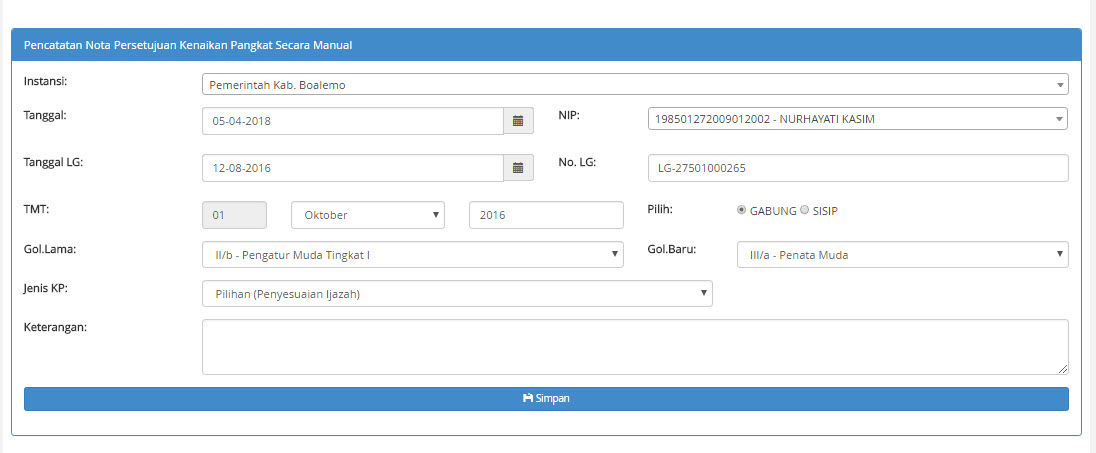 Pencatatan Nota Persetujuan Kenaikan Pangkat Secara Manual
Instansi: Pemerintah Kab. Boalemo
Tanggal: 05-04-2018 NIP: 198501272009012002 - NURHAYATI KASIM
Tanggal LG: 12-08-2016 No. LG: LG-27501000265
TMT: 01 Oktober 2016 Pilih: GABUNG SISIP
Gol.Lama: II/b - Pengatur Muda Tingkat I Gol.Baru: III/a - Penata Muda
Jenis KP: Pilihan (Penyesuaian Ijazah)
Keterangan:
Simpan